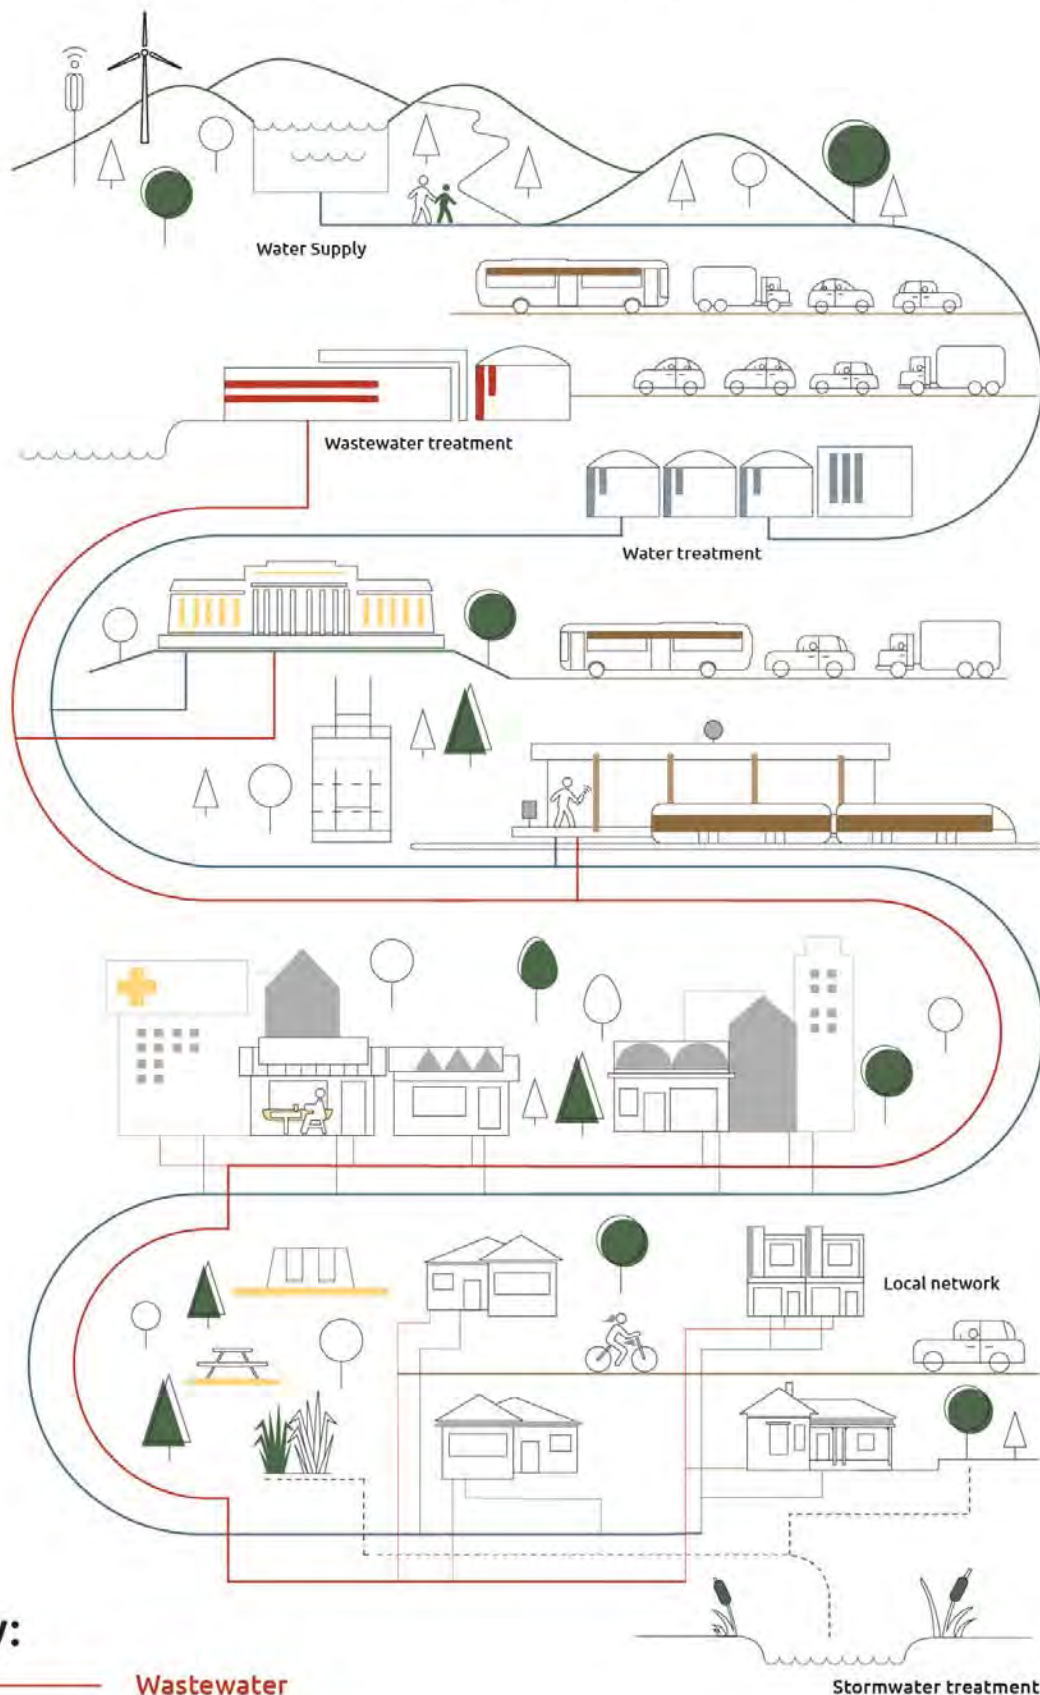 Water Supply
Wastewater treatment
Water treatment
Local network
y:
Wastewater
Stormwater treatment